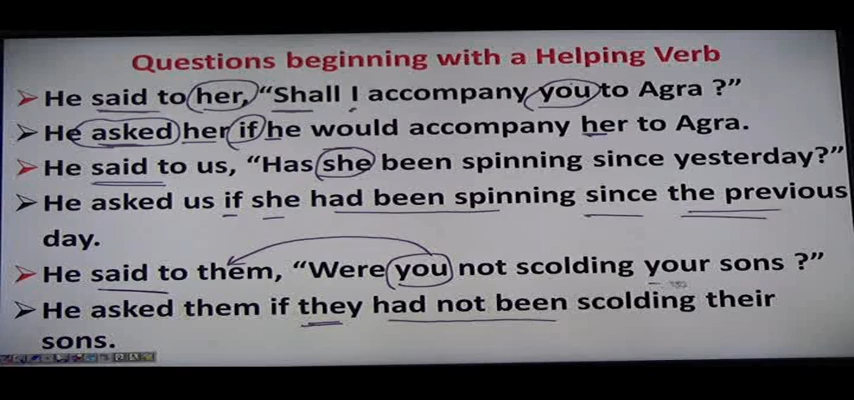 Questions beginning with a Helping Verb
He said to her, “Shall I accompany you to Agra ?”
He asked her if he would accompany her to Agra.
He said to us, “Has she been spinning since yesterday?”
He asked us if she had been spinning since the previous
day.
He said to them, “Were you not scolding your sons ?”
He asked them if they had not been scolding their
sons.